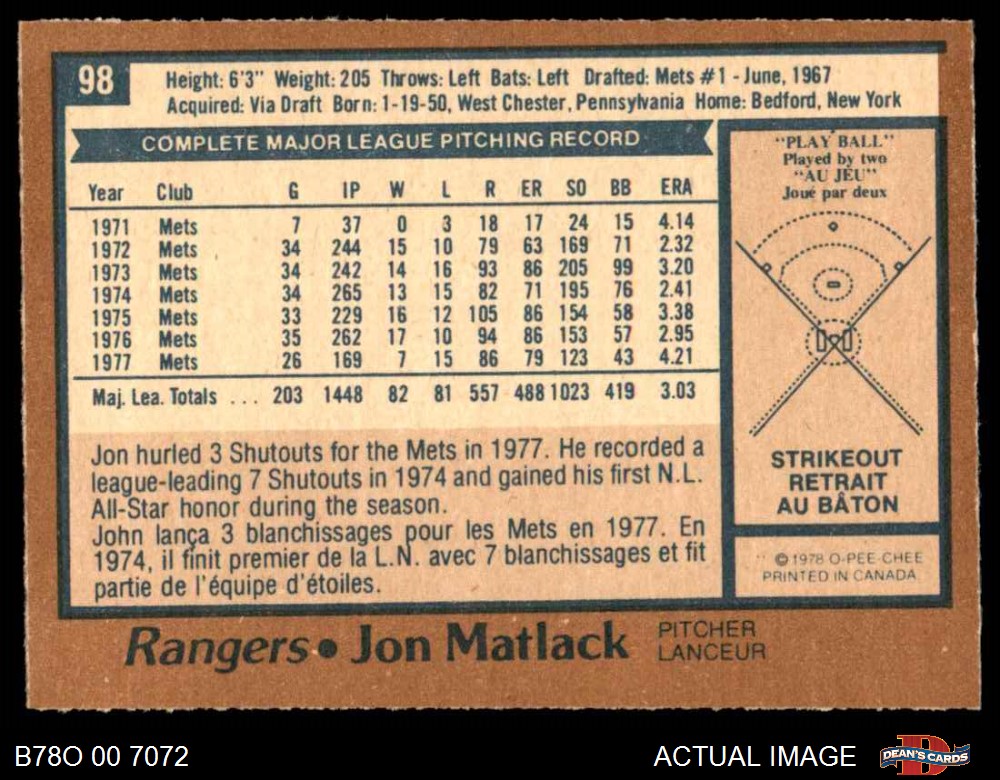 98
Height: 6'3" Weight: 205 Throws: Left Bats: Left Drafted: Mets #1 - June, 1967
Acquired: Via Draft Born: 1-19-50, West Chester, Pennsylvania Home: Bedford, New York
COMPLETE MAJOR LEAGUE PITCHING RECORD
Year Club G IP W L R ER SO BB ERA
1971 Mets 7 37 0 3 18 17 24 15 4.14
1972 Mets 34 244 15 10 79 63 169 71 2.32
1973 Mets 34 242 14 16 93 86 205 99 3.20
1974 Mets 34 265 13 15 82 71 195 76 2.41
1975 Mets 33 229 16 12 105 86 154 58 3.38
1976 Mets 35 262 17 10 94 86 153 57 2.95
1977 Mets 26 169 7 15 86 79 123 43 4.21
Maj. Lea. Totals ... 203 1448 82 81 557 488 1023 419 3.03
Jon hurled 3 Shutouts for the Mets in 1977. He recorded a
league-leading 7 Shutouts in 1974 and gained his first N.L.
All-Star honor during the season.
John lança 3 blanchissages pour les Mets en 1977. En
1974, il finit premier de la L.N. avec 7 blanchissages et fit
partie de l'équipe d'étoiles.
"PLAY BALL"
Played by two
"AU JEU"
Joué par deux
STRIKEOUT
RETRAIT
AU BÂTON
© 1978 O-PEE-CHEE
PRINTED IN CANADA
Rangers • Jon Matlack
PITCHER
LANCEUR
B78O 00 7072
ACTUAL IMAGE
DEAN'S CARDS